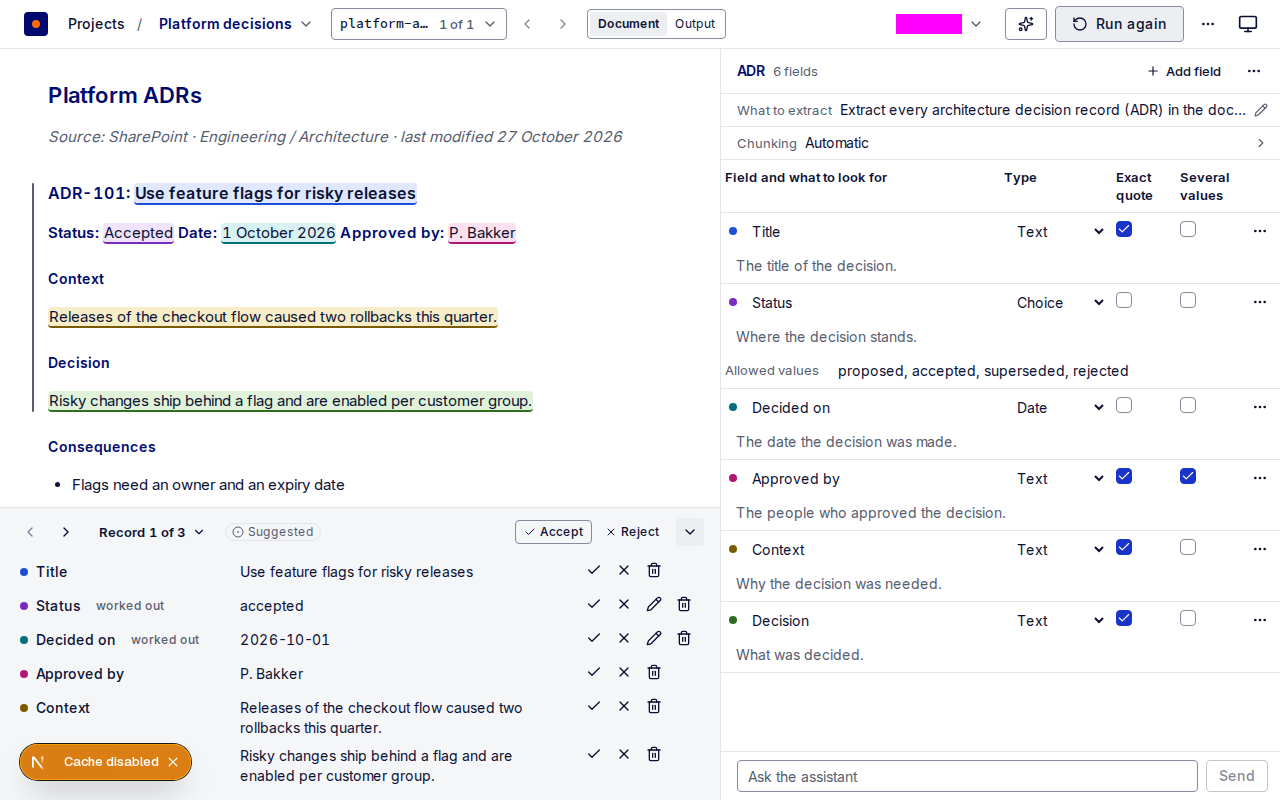 Projects / Platform decisions platform-a… 1 of 1 Document Output Run again
Platform ADRs
Source: SharePoint · Engineering / Architecture · last modified 27 October 2026
ADR-101: Use feature flags for risky releases
Status: Accepted Date: 1 October 2026 Approved by: P. Bakker
Context
Releases of the checkout flow caused two rollbacks this quarter.
Decision
Risky changes ship behind a flag and are enabled per customer group.
Consequences
• Flags need an owner and an expiry date
Record 1 of 3 Suggested Accept Reject
Title Use feature flags for risky releases
Status worked out accepted
Decided on worked out 2026-10-01
Approved by P. Bakker
Context Releases of the checkout flow caused two
rollbacks this quarter.
Risky changes ship behind a flag and are
enabled per customer group.
Cache disabled
ADR 6 fields Add field
What to extract Extract every architecture decision record (ADR) in the doc...
Chunking Automatic
Field and what to look for Type Exact quote Several values
Title Text
The title of the decision.
Status Choice
Where the decision stands.
Allowed values proposed, accepted, superseded, rejected
Decided on Date
The date the decision was made.
Approved by Text
The people who approved the decision.
Context Text
Why the decision was needed.
Decision Text
What was decided.
Ask the assistant Send